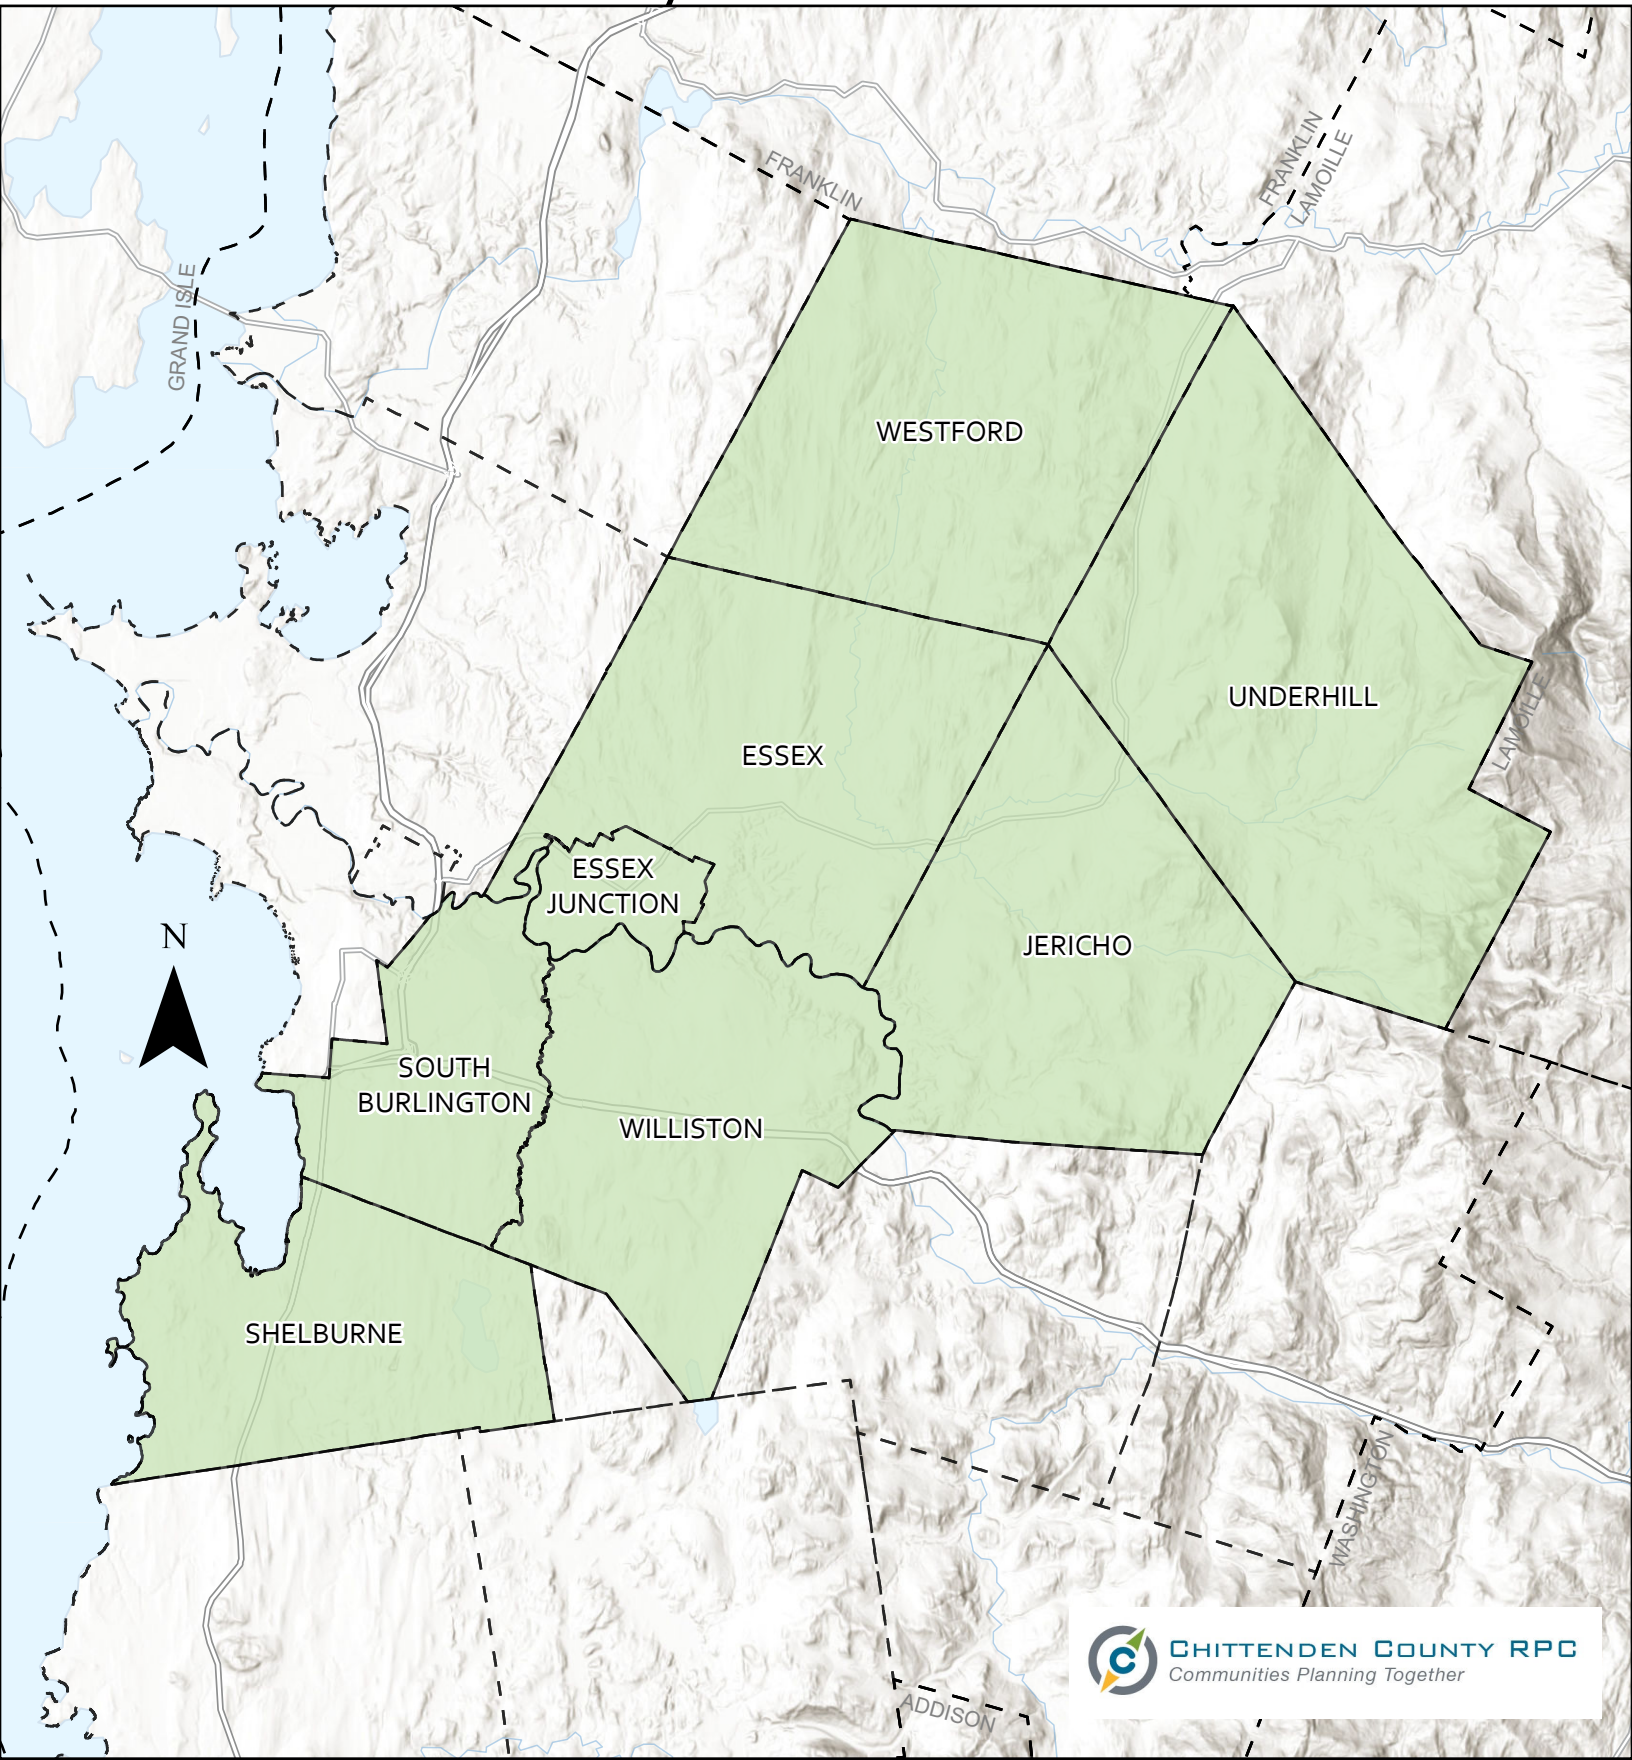 FRANKLIN
LAMOILLE
FRANKLIN
GRAND ISLE
WESTFORD
UNDERHILL
LAMOILLE
ESSEX
ESSEX
JUNCTION
N
JERICHO
SOUTH
BURLINGTON
WILLISTON
SHELBURNE
WASHINGTON
C
CHITTENDEN COUNTY RPC
Communities Planning Together
ADDISON